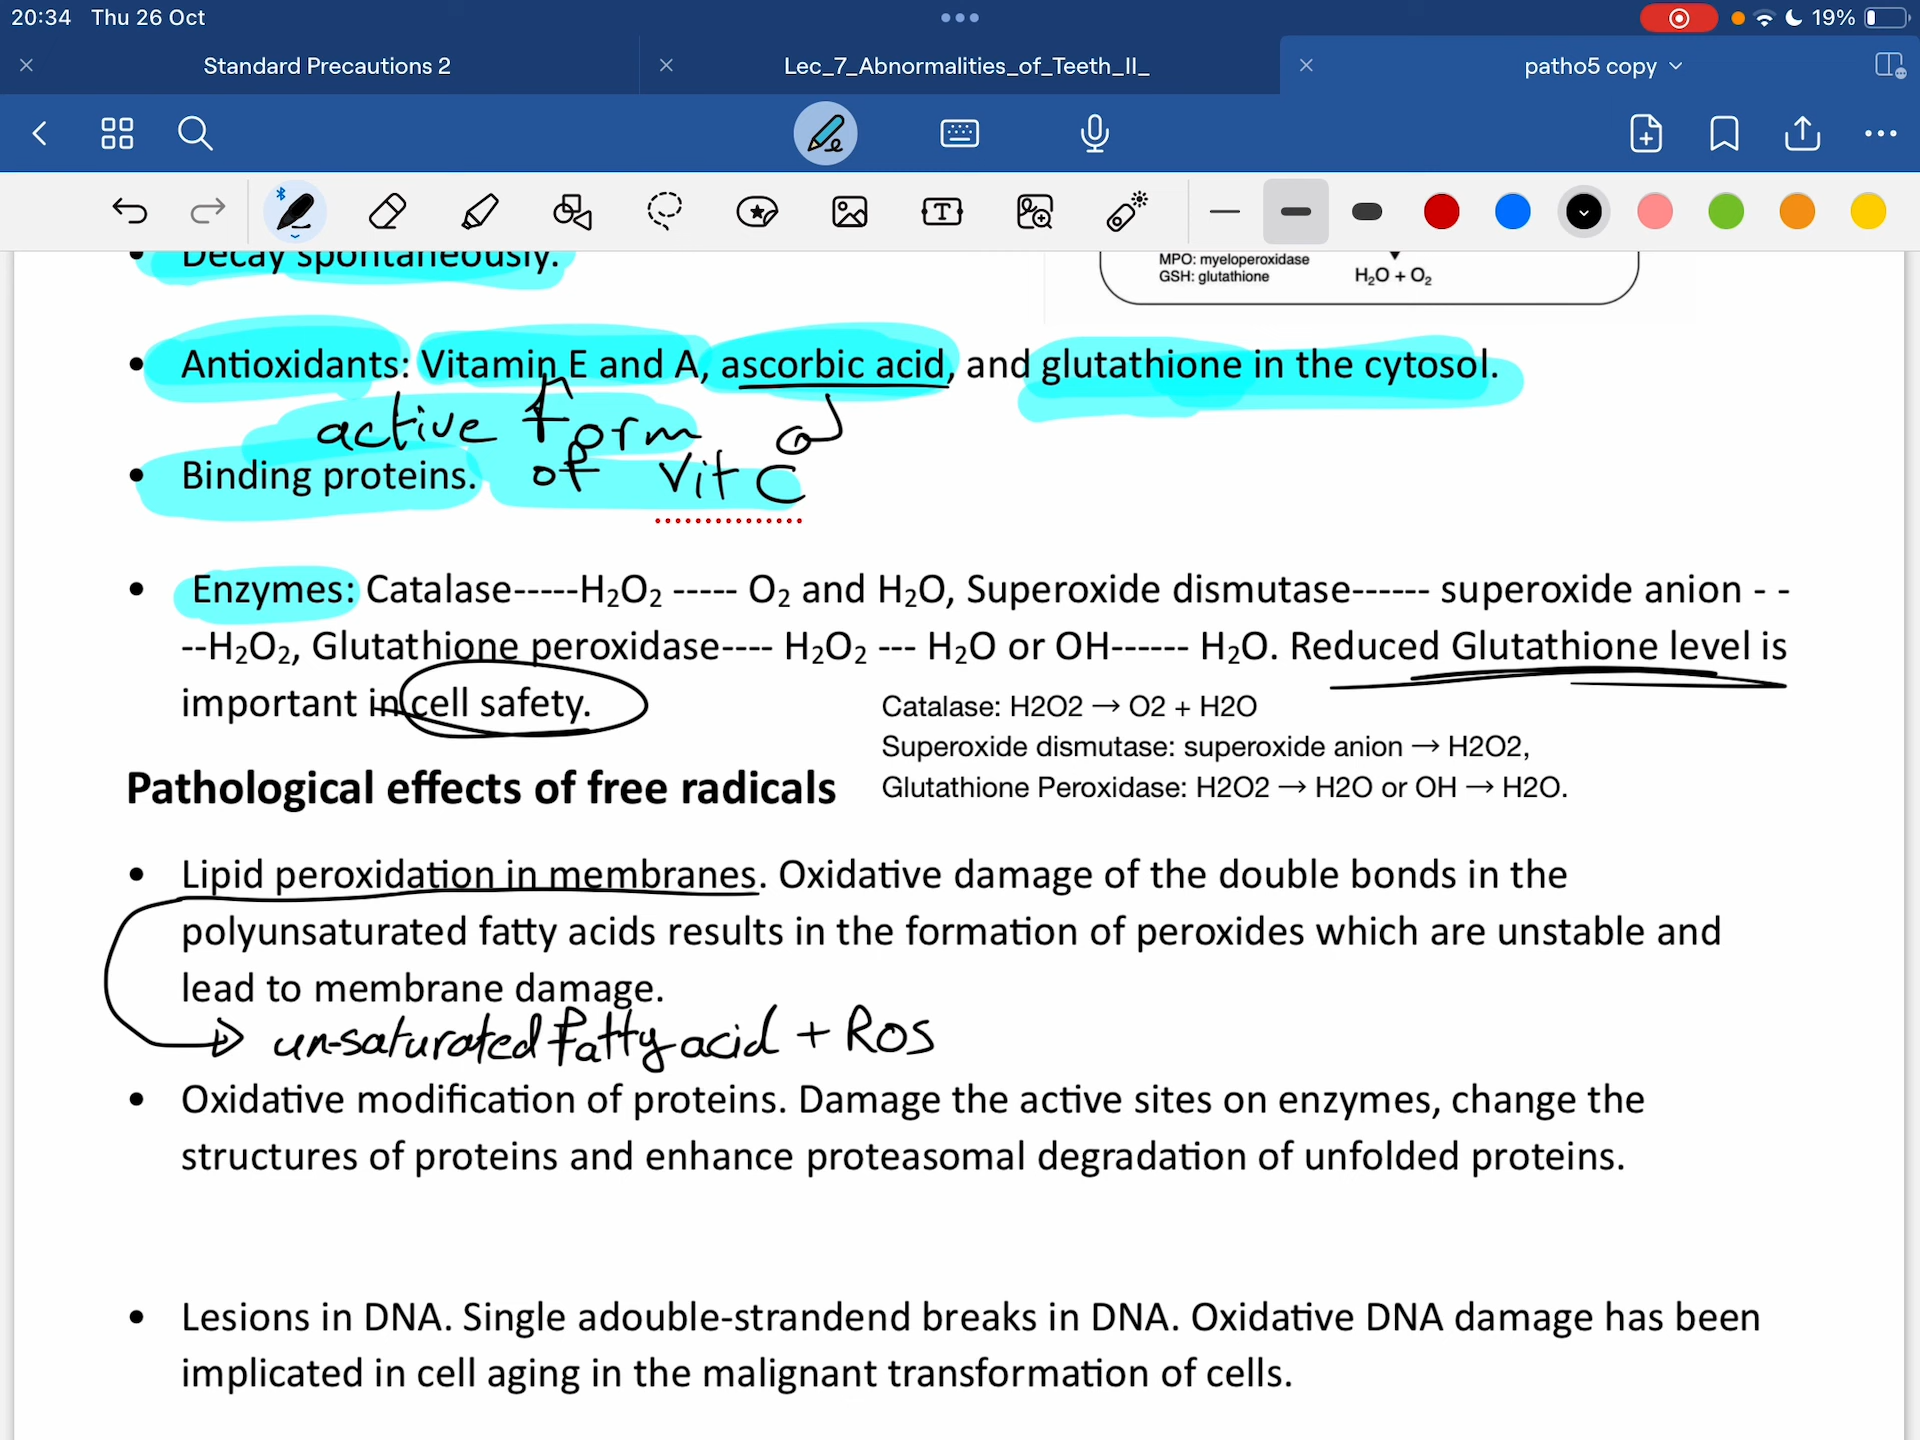 20:34 Thu 26 Oct
19%
Standard Precautions 2
Lec_7_Abnormalities_of_Teeth_II_
patho5 copy
Decay spontaneously.
MPO: myeloperoxidase
GSH: glutathione
H₂O + O₂
• Antioxidants: Vitamin E and A, ascorbic acid, and glutathione in the cytosol.
active form
of Vit C
• Binding proteins.
• Enzymes: Catalase-----H₂O₂ ----- O₂ and H₂O, Superoxide dismutase------ superoxide anion - -
--H₂O₂, Glutathione peroxidase---- H₂O₂ --- H₂O or OH------ H₂O. Reduced Glutathione level is
important in cell safety.
Catalase: H2O2 → O2 + H2O
Superoxide dismutase: superoxide anion → H2O2,
Glutathione Peroxidase: H2O2 → H2O or OH → H2O.
Pathological effects of free radicals
• Lipid peroxidation in membranes. Oxidative damage of the double bonds in the
polyunsaturated fatty acids results in the formation of peroxides which are unstable and
lead to membrane damage.
un-saturated fatty acid + ROS
• Oxidative modification of proteins. Damage the active sites on enzymes, change the
structures of proteins and enhance proteasomal degradation of unfolded proteins.
• Lesions in DNA. Single adouble-strandend breaks in DNA. Oxidative DNA damage has been
implicated in cell aging in the malignant transformation of cells.